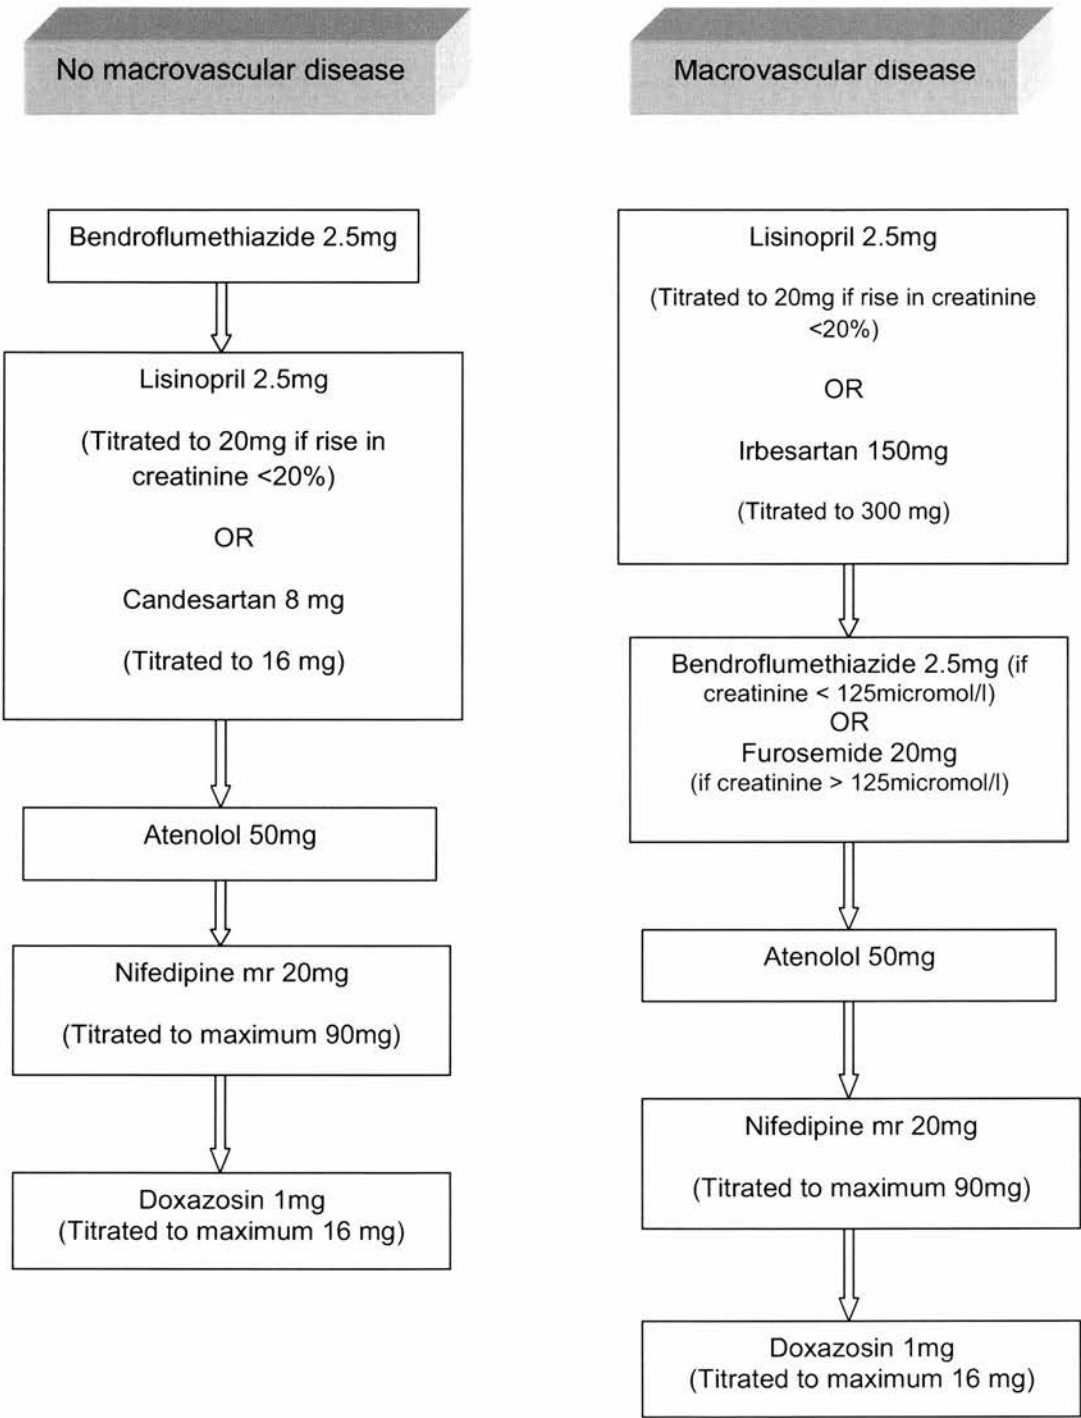 No macrovascular disease
Bendroflumethiazide 2.5mg
Lisinopril 2.5mg
(Titrated to 20mg if rise in
creatinine <20%)
OR
Candesartan 8 mg
(Titrated to 16 mg)
Atenolol 50mg
Nifedipine mr 20mg
(Titrated to maximum 90mg)
Doxazosin 1mg
(Titrated to maximum 16 mg)
Macrovascular disease
Lisinopril 2.5mg
(Titrated to 20mg if rise in creatinine
<20%)
OR
Irbesartan 150mg
(Titrated to 300 mg)
Bendroflumethiazide 2.5mg (if
creatinine < 125micromol/l)
OR
Furosemide 20mg
(if creatinine > 125micromol/l)
Atenolol 50mg
Nifedipine mr 20mg
(Titrated to maximum 90mg)
Doxazosin 1mg
(Titrated to maximum 16 mg)